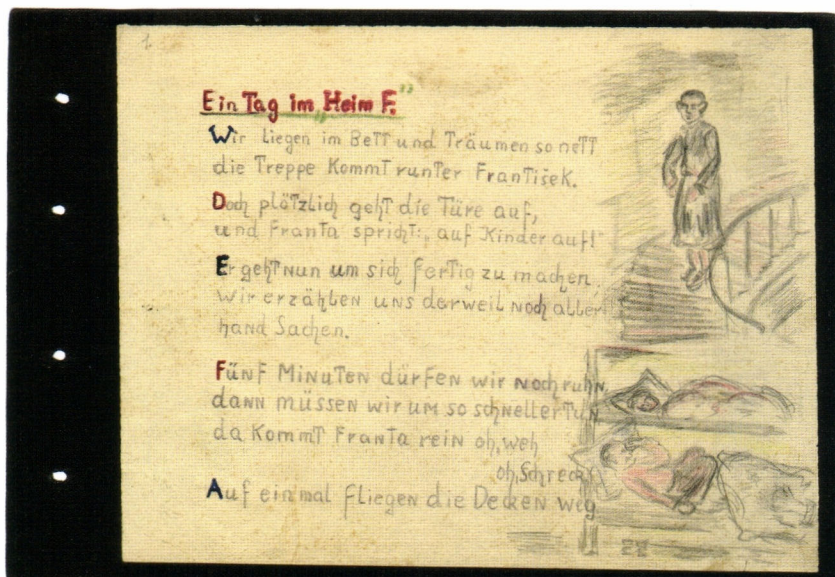 1
Ein Tag im „Heim F."
Wir liegen im Bett und Träumen so nett
die Treppe Kommt runter František.
Doch plötzlich geht die Türe auf,
und Franta spricht: „auf Kinder auf!"
Er geht nun um sich fertig zu machen.
wir erzählen uns derweil noch aller
hand Sachen.
Fünf Minuten dürfen wir noch ruhn,
dann müssen wir um so schneller tun
da Kommt Franta rein oh, weh
oh, Schreck
Auf einmal fliegen die Decken weg